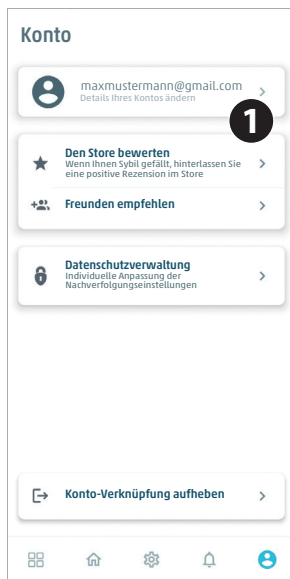 Konto
maxmustermann@gmail.com
Details Ihres Kontos ändern
1
Den Store bewerten
Wenn Ihnen Sybil gefällt, hinterlassen Sie
eine positive Rezension im Store
Freunden empfehlen
Datenschutzverwaltung
Individuelle Anpassung der
Nachverfolgungseinstellungen
Konto-Verknüpfung aufheben